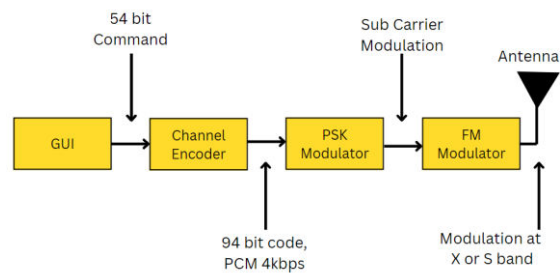 54 bit
Command
Sub Carrier
Modulation
Antenna
GUI
Channel
Encoder
PSK
Modulator
FM
Modulator
94 bit code,
PCM 4kbps
Modulation at
X or S band